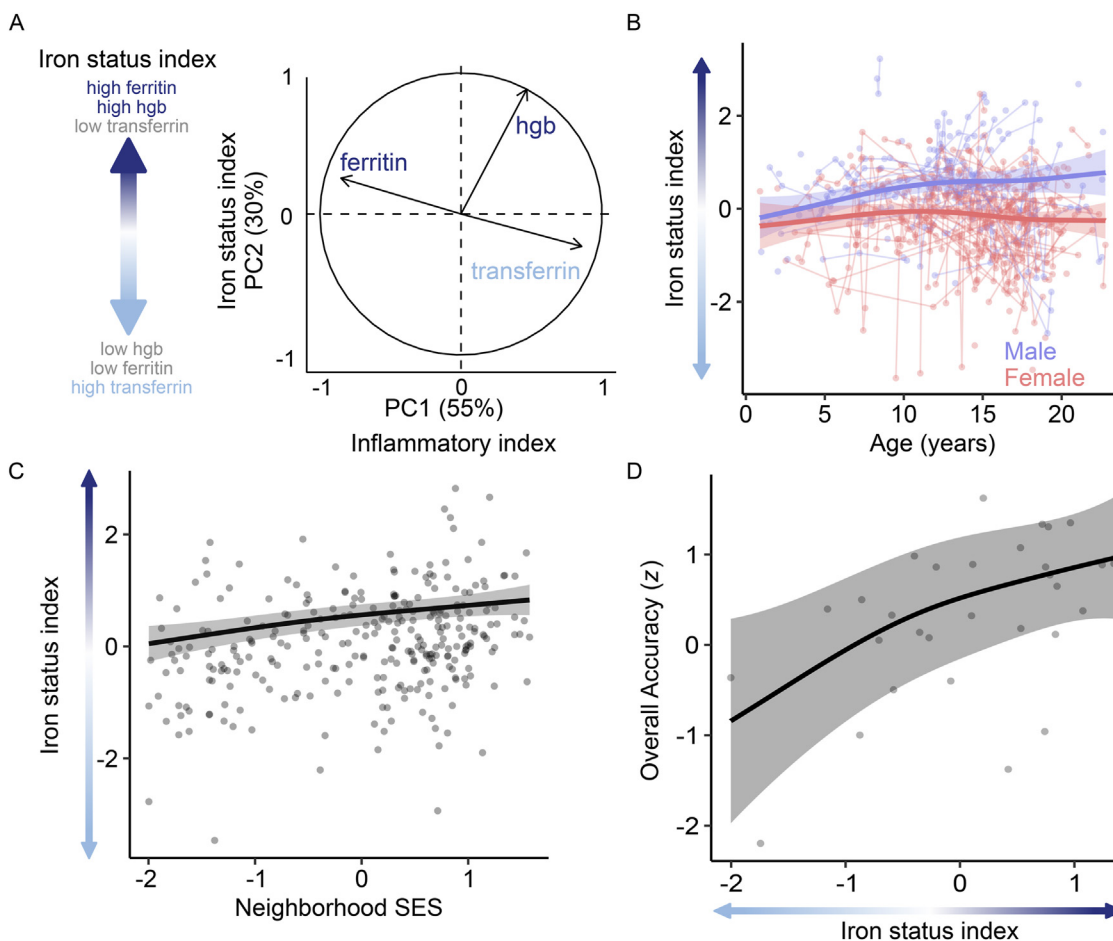 A
Iron status index
high ferritin
high hgb
low transferrin
low hgb
low ferritin
high transferrin
Iron status index
PC2 (30%)
1
0
-1
hgb
ferritin
transferrin
-1
0
1
PC1 (55%)
Inflammatory index
B
Iron status index
2
0
-2
Male
Female
0
5
10
15
20
Age (years)
C
Iron status index
2
0
-2
-2
-1
0
1
Neighborhood SES
D
Overall Accuracy (z)
1
0
-1
-2
-2
-1
0
1
Iron status index